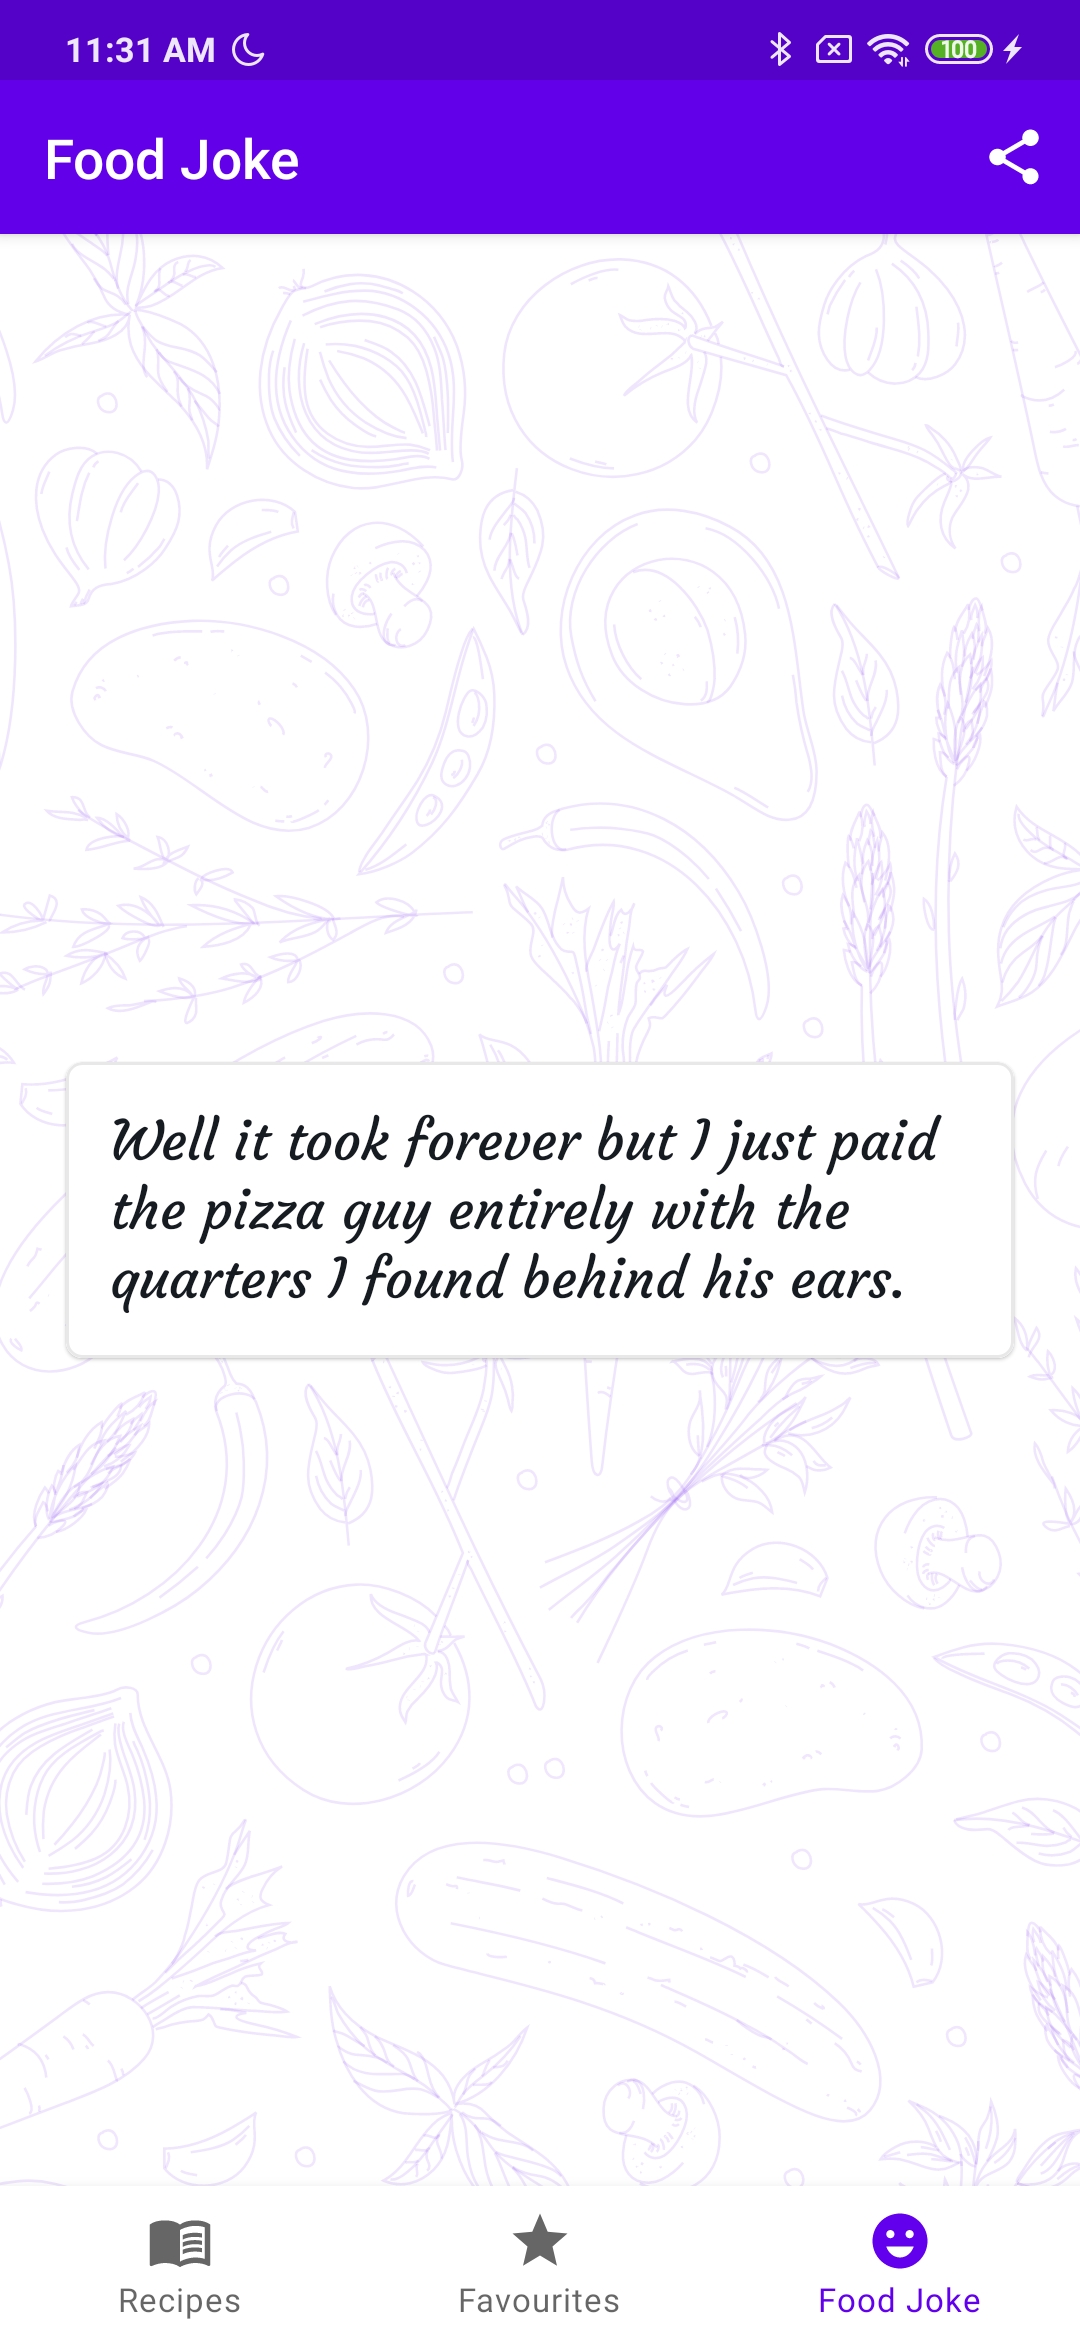 11:31 AM
100
Food Joke
Well it took forever but I just paid
the pizza guy entirely with the
quarters I found behind his ears.
Recipes
Favourites
Food Joke